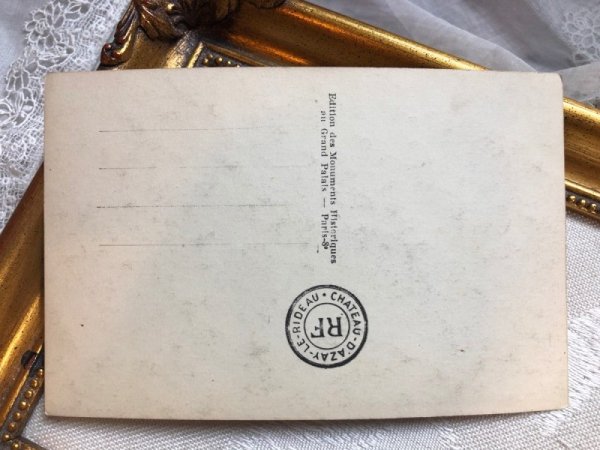 Edition des Monuments Historiques
au Grand Palais — Paris-8e
CHATEAU-D'AZAY-LE-RIDEAU
RF